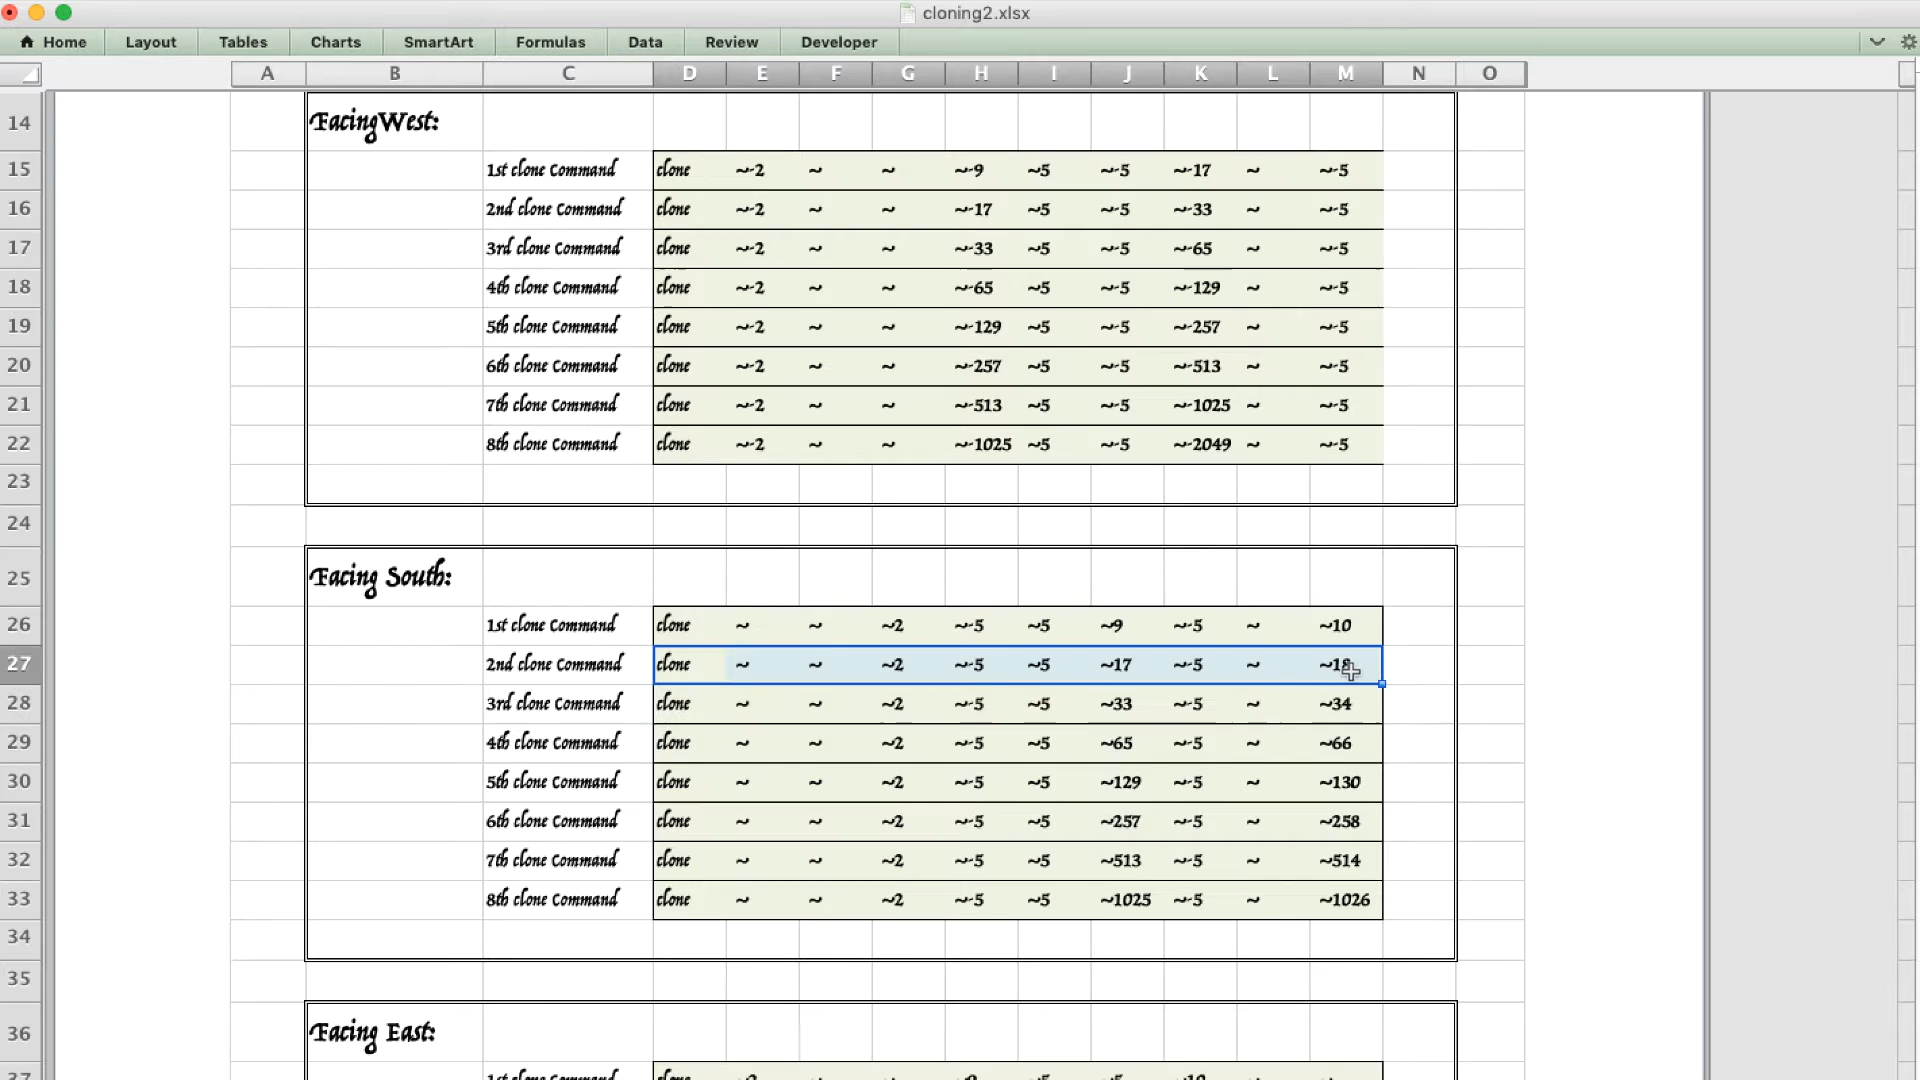 cloning2.xlsx
Home Layout Tables Charts SmartArt Formulas Data Review Developer
A B C D E F G H I J K L M N O
14 Facing West:
15 1st clone Command clone ~-2 ~ ~ ~-9 ~5 ~-5 ~-17 ~ ~-5
16 2nd clone Command clone ~-2 ~ ~ ~-17 ~5 ~-5 ~-33 ~ ~-5
17 3rd clone Command clone ~-2 ~ ~ ~-33 ~5 ~-5 ~-65 ~ ~-5
18 4th clone Command clone ~-2 ~ ~ ~-65 ~5 ~-5 ~-129 ~ ~-5
19 5th clone Command clone ~-2 ~ ~ ~-129 ~5 ~-5 ~-257 ~ ~-5
20 6th clone Command clone ~-2 ~ ~ ~-257 ~5 ~-5 ~-513 ~ ~-5
21 7th clone Command clone ~-2 ~ ~ ~-513 ~5 ~-5 ~-1025 ~ ~-5
22 8th clone Command clone ~-2 ~ ~ ~-1025 ~5 ~-5 ~-2049 ~ ~-5
23
24
25 Facing South:
26 1st clone Command clone ~ ~ ~2 ~-5 ~5 ~9 ~-5 ~ ~10
27 2nd clone Command clone ~ ~ ~2 ~-5 ~5 ~17 ~-5 ~ ~18
28 3rd clone Command clone ~ ~ ~2 ~-5 ~5 ~33 ~-5 ~ ~34
29 4th clone Command clone ~ ~ ~2 ~-5 ~5 ~65 ~-5 ~ ~66
30 5th clone Command clone ~ ~ ~2 ~-5 ~5 ~129 ~-5 ~ ~130
31 6th clone Command clone ~ ~ ~2 ~-5 ~5 ~257 ~-5 ~ ~258
32 7th clone Command clone ~ ~ ~2 ~-5 ~5 ~513 ~-5 ~ ~514
33 8th clone Command clone ~ ~ ~2 ~-5 ~5 ~1025 ~-5 ~ ~1026
34
35
36 Facing East:
37 1st clone Command clone